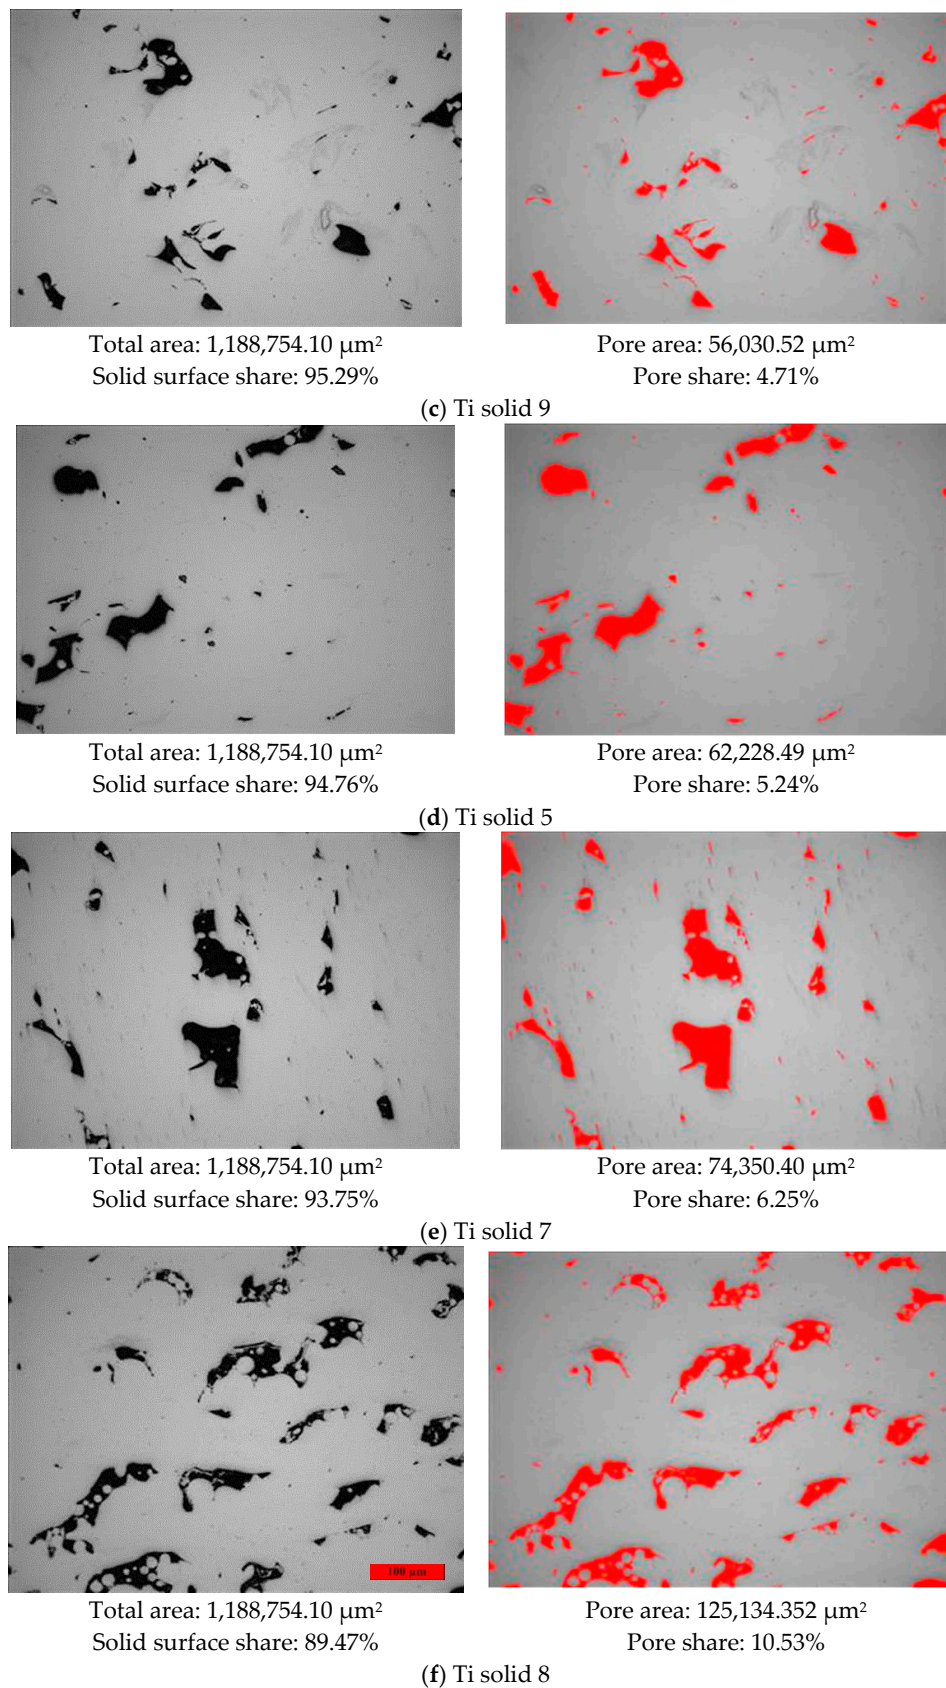 Total area: 1,188,754.10 µm²
Pore area: 56,030.52 µm²
Solid surface share: 95.29%
Pore share: 4.71%
(c) Ti solid 9
Total area: 1,188,754.10 µm²
Pore area: 62,228.49 µm²
Solid surface share: 94.76%
Pore share: 5.24%
(d) Ti solid 5
Total area: 1,188,754.10 µm²
Pore area: 74,350.40 µm²
Solid surface share: 93.75%
Pore share: 6.25%
(e) Ti solid 7
100 µm
Total area: 1,188,754.10 µm²
Pore area: 125,134.352 µm²
Solid surface share: 89.47%
Pore share: 10.53%
(f) Ti solid 8